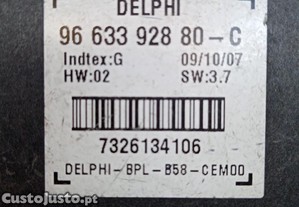 DELPHI
96 633 928 80-C
Indtex:G 09/10/07
HW:02 SW:3.7
7326134106
DELPHI-BPL-B58-CEM00
CustoJusto.pt